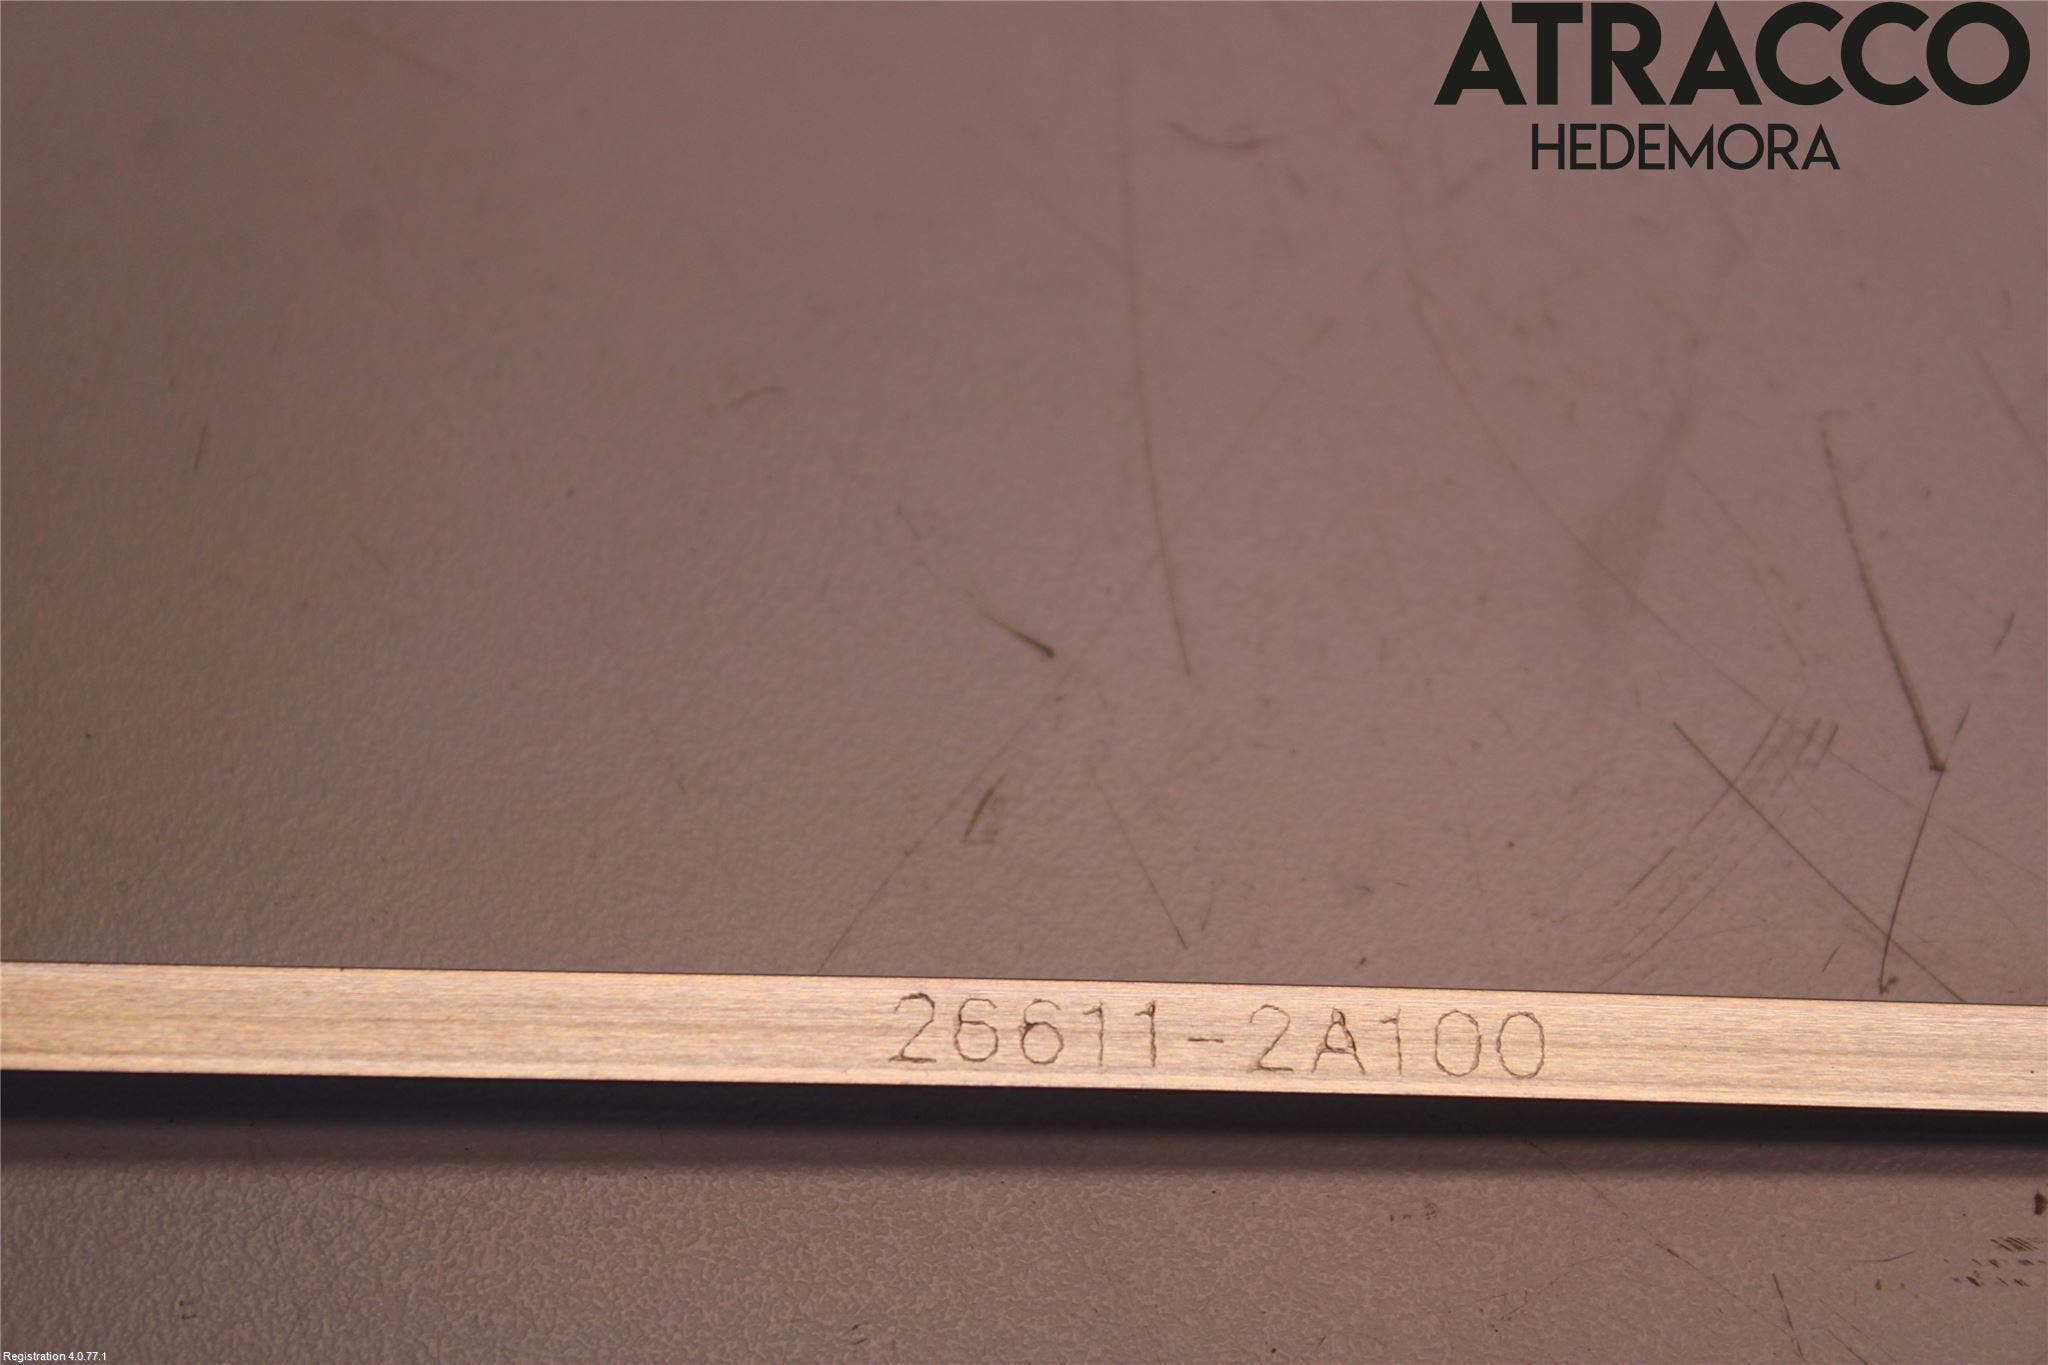 ATRACCO
HEDEMORA
26611-2A100
Registration 4.0.77.1